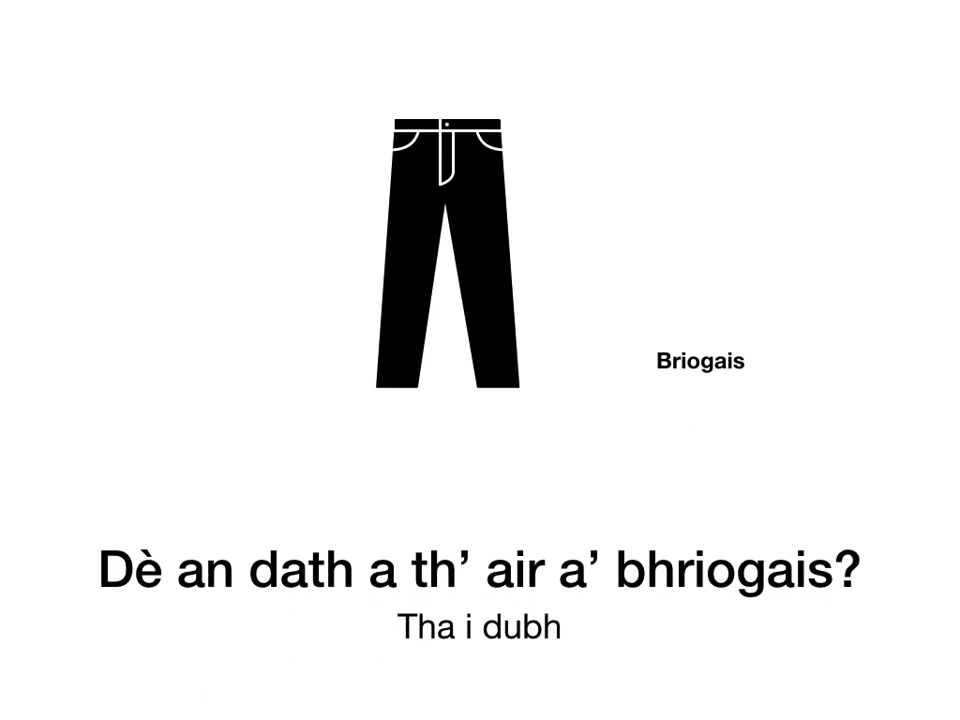 Briogais
Dè an dath a th’ air a’ bhriogais?
Tha i dubh